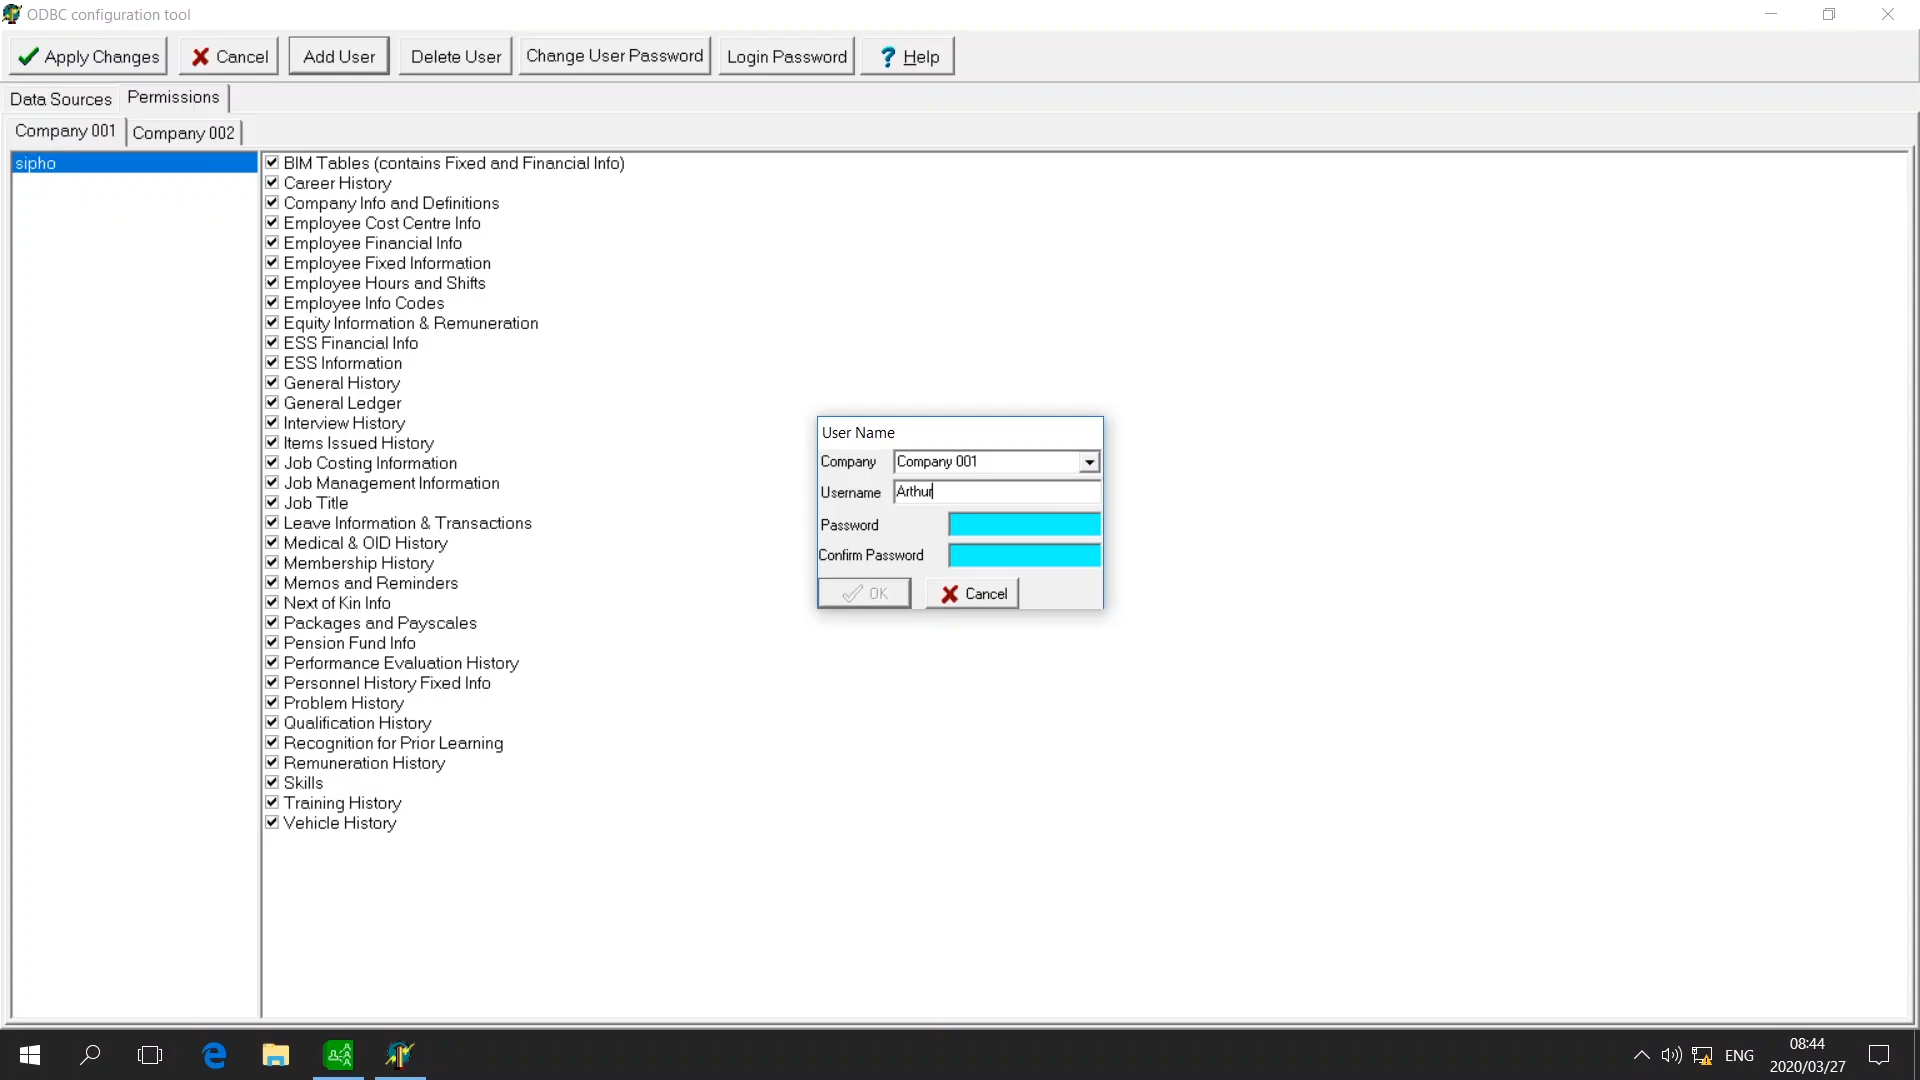 ODBC configuration tool
Apply Changes Cancel Add User Delete User Change User Password Login Password ? Help
Data Sources Permissions
Company 001 Company 002
sipho
BIM Tables (contains Fixed and Financial Info)
Career History
Company Info and Definitions
Employee Cost Centre Info
Employee Financial Info
Employee Fixed Information
Employee Hours and Shifts
Employee Info Codes
Equity Information & Remuneration
ESS Financial Info
ESS Information
General History
General Ledger
Interview History
Items Issued History
Job Costing Information
Job Management Information
Job Title
Leave Information & Transactions
Medical & OID History
Membership History
Memos and Reminders
Next of Kin Info
Packages and Payscales
Pension Fund Info
Performance Evaluation History
Personnel History Fixed Info
Problem History
Qualification History
Recognition for Prior Learning
Remuneration History
Skills
Training History
Vehicle History
User Name
Company Company 001
Username Arthur
Password
Confirm Password
OK Cancel
ENG
08:44
2020/03/27